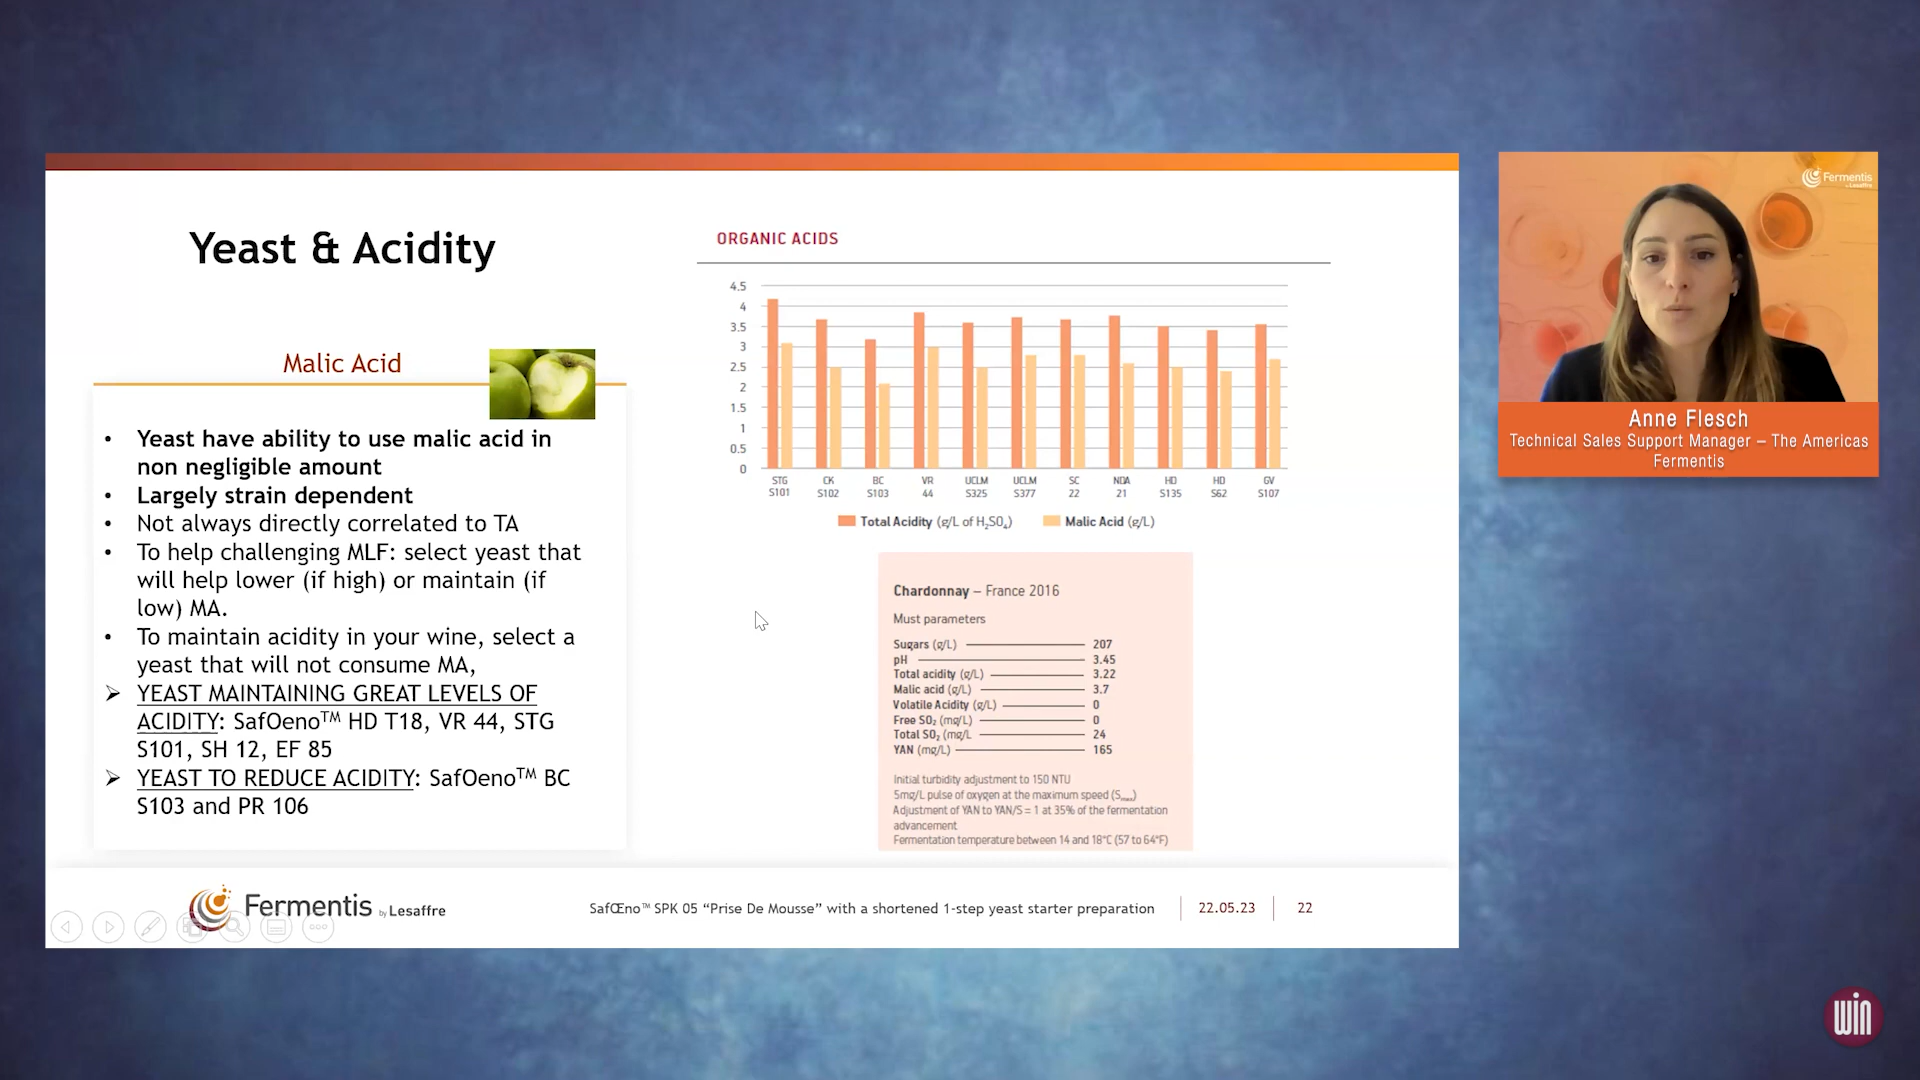 Yeast & Acidity
Malic Acid
• Yeast have ability to use malic acid in
non negligible amount
• Largely strain dependent
• Not always directly correlated to TA
• To help challenging MLF: select yeast that
will help lower (if high) or maintain (if
low) MA.
• To maintain acidity in your wine, select a
yeast that will not consume MA,
➢ YEAST MAINTAINING GREAT LEVELS OF
ACIDITY: SafOeno™ HD T18, VR 44, STG
S101, SH 12, EF 85
➢ YEAST TO REDUCE ACIDITY: SafOeno™ BC
S103 and PR 106
ORGANIC ACIDS
4.5
4
3.5
3
2.5
2
1.5
1
0.5
0
STG CK BC VR UCLM UCLM SC NDA HD HD GV
S101 S102 S103 44 S325 S377 22 21 S135 S62 S107
Total Acidity (g/L of H₂SO₄) Malic Acid (g/L)
Chardonnay – France 2016
Must parameters
Sugars (g/L) 207
pH 3.45
Total acidity (g/L) 3.22
Malic acid (g/L) 3.7
Volatile Acidity (g/L) 0
Free SO₂ (mg/L) 0
Total SO₂ (mg/L 24
YAN (mg/L) 165
Initial turbidity adjustment to 150 NTU
5mg/L pulse of oxygen at the maximum speed (Smax)
Adjustment of YAN to YAN/S = 1 at 35% of the fermentation
advancement
Fermentation temperature between 14 and 18°C (57 to 64°F)
Fermentis by Lesaffre
SafŒno™ SPK 05 “Prise De Mousse” with a shortened 1-step yeast starter preparation
22.05.23
22
Fermentis
by Lesaffre
Anne Flesch
Technical Sales Support Manager – The Americas
Fermentis
win